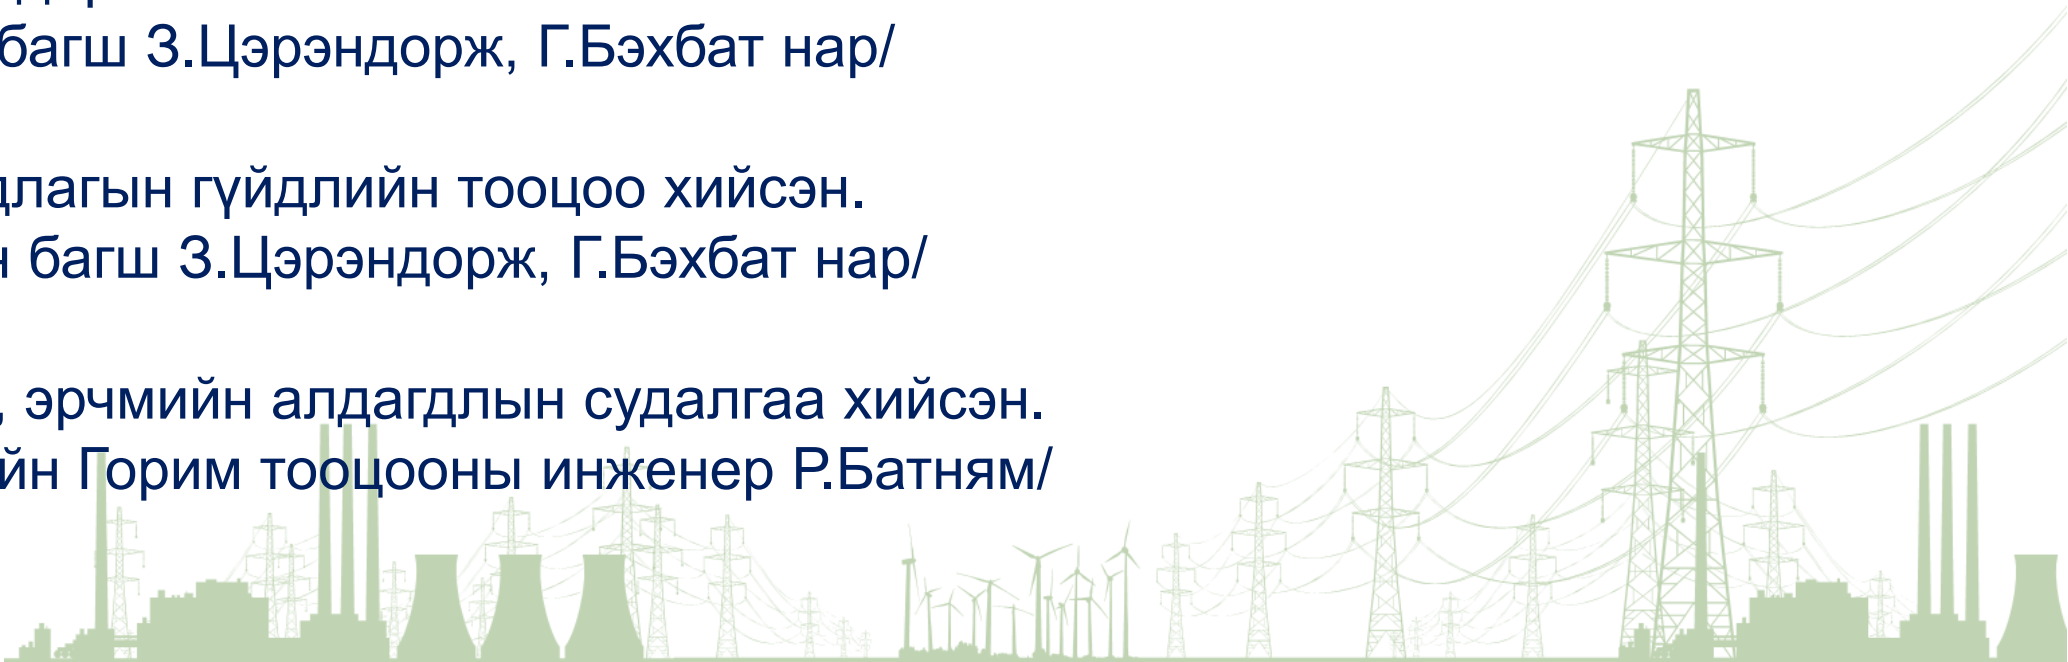 багш З.Цэрэндорж, Г.Бэхбат нар/
длагын гүйдлийн тооцоо хийсэн.
н багш З.Цэрэндорж, Г.Бэхбат нар/
, эрчмийн алдагдлын судалгаа хийсэн.
йн Горим тооцооны инженер Р.Батням/